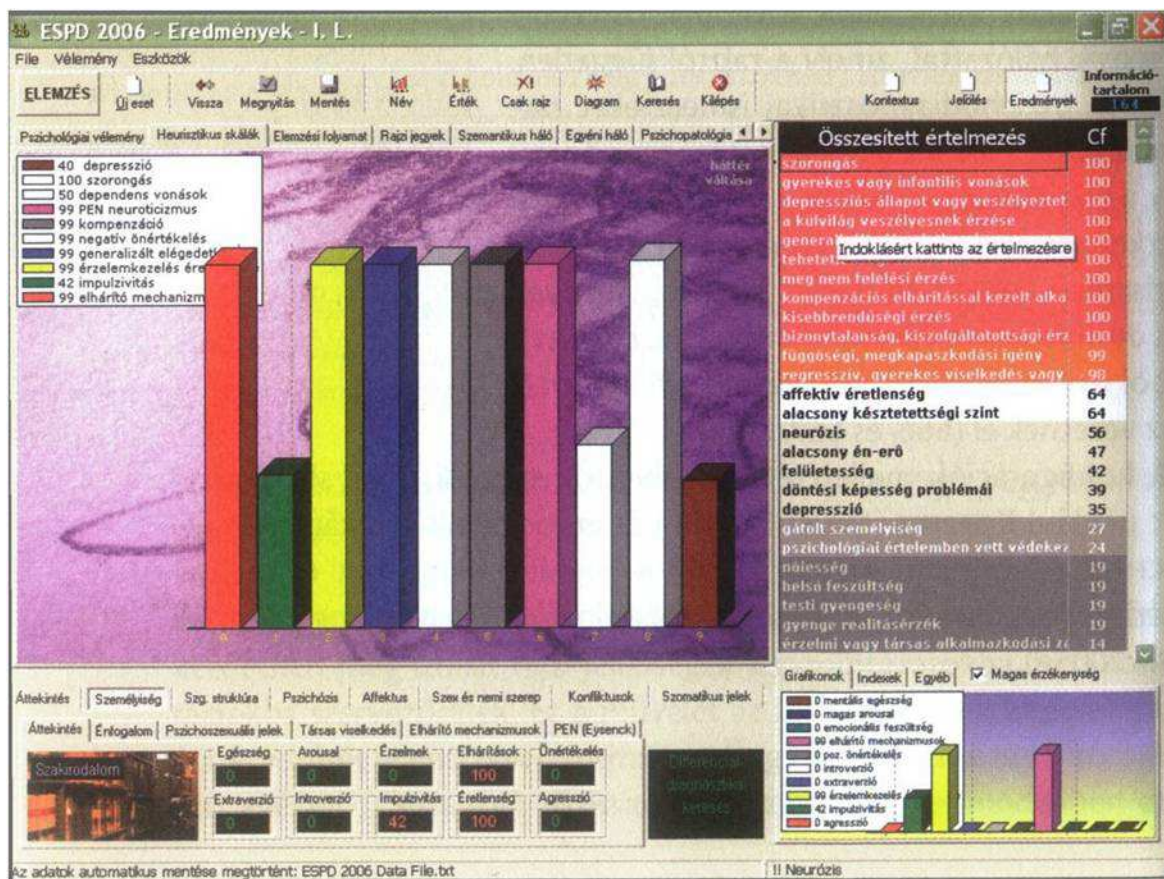 ESPD 2006 - Eredmények - I. L.
File Vélemény Eszközök
ELEMZÉS Új eset Vissza Megnyitás Mentés Név Érték Csak rajz Diagram Keresés Kilépés Kontextus Jelölés Eredmények Információ-tartalom 164
Pszichológiai vélemény Heurisztikus skálák Elemzési folyamat Rajzi jegyek Szemantikus háló Egyéni háló Pszichopatológia
háttér
váltása
40 depresszió
100 szorongás
50 dependens vonások
99 PEN neuroticizmus
99 kompenzáció
99 negatív önértékelés
99 generalizált
99 érzelemkezelés
42 impulzivitás
99 elhárító
0 1 2 3 4 5 6 7 8 9
Összesített értelmezés Cf
szorongás 100
gyerekes vagy infantilis vonások 100
depressziós állapot vagy veszélyeztet 100
a külvilág veszélyesnek érzése 100
100
Indoklásért kattints az értelmezésre
100
meg nem felelési érzés 100
kompenzációs elhárítással kezelt alka 100
kisebbrendűségi érzés 100
bizonytalanság, kiszolgáltatottsági érz 100
függőségi, megkapaszkodási igény 99
regresszív, gyerekes viselkedés vagy 98
affektív éretlenség 64
alacsony késztetettségi szint 64
neurózis 56
alacsony én-erő 47
felületesség 42
döntési képesség problémái 39
depresszió 35
gátolt személyiség 27
pszichológiai értelemben vett védekez 24
nőiesség 19
belső feszültség 19
testi gyengeség 19
gyenge realitásérzék 19
érzelmi vagy társas alkalmazkodási 14
Áttekintés Személyiség Szg. struktúra Pszichózis Affektus Szex és nemi szerep Konfliktusok Szomatikus jelek
Áttekintés Énfogalom Pszichoszexuális jelek Társas viselkedés Elhárító mechanizmusok PEN (Eysenck)
Szakirodalom
Egészség Arousal Érzelmek Elhárítások Önértékelés
0 0 0 100 0
Extraverzió Introverzió Impulzivitás Éretlenség Agresszió
0 0 42 100 0
Differenciál-
diagnosztikai
keresés
Grafikonok Indexek Egyéb Magas érzékenység
0 mentális egészség
0 magas arousal
0 emocionális feszültség
99 elhárító mechanizmusok
0 poz. önértékelés
0 introverzió
0 extraverzió
99 érzelemkezelés
42 impulzivitás
0 agresszió
Az adatok automatikus mentése megtörtént: ESPD 2006 Data File.txt
!! Neurózis